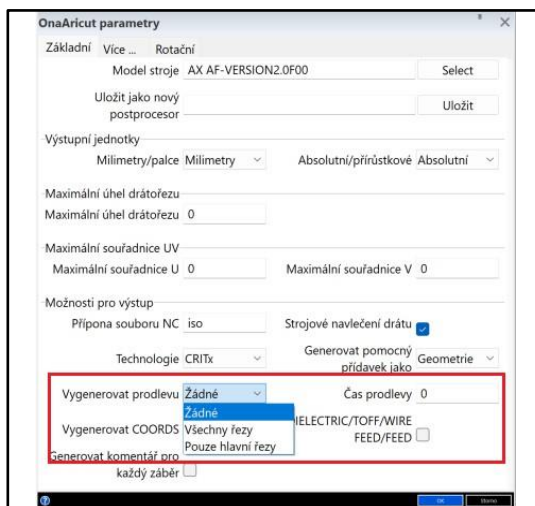 OnaAricut parametry
Základní Více ... Rotační
Model stroje AX AF-VERSION2.0F00 Select
Uložit jako nový
postprocesor Uložit
Výstupní jednotky
Milimetry/palce Milimetry Absolutní/přírůstkové Absolutní
Maximální úhel drátořezu
Maximální úhel drátořezu 0
Maximální souřadnice UV
Maximální souřadnice U 0 Maximální souřadnice V 0
Možnosti pro výstup
Přípona souboru NC iso Strojové navlečení drátu
Technologie CRITx Generovat pomocný
přídavek jako Geometrie
Vygenerovat prodlevu Žádné Čas prodlevy 0
Žádné
Vygenerovat COORDS Všechny řezy IELECTRIC/TOFF/WIRE
Pouze hlavní řezy FEED/FEED
Generovat komentář pro
každý záběr
OK Storno